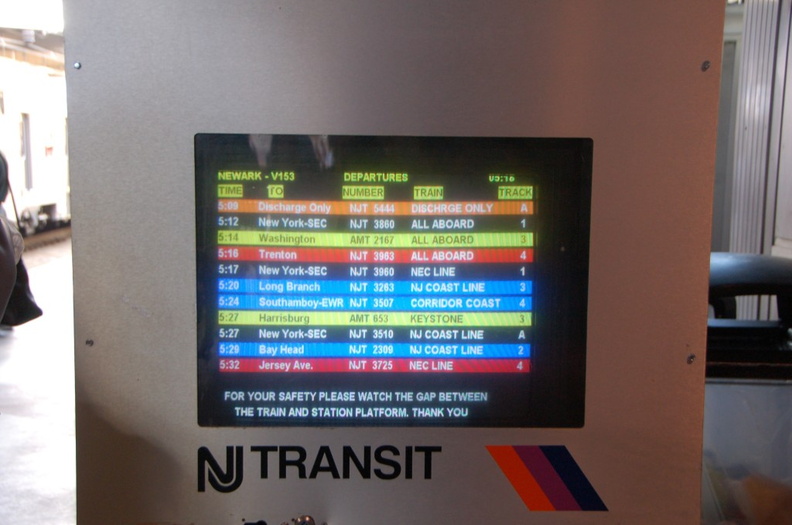 NEWARK - V153 DEPARTURES 05:16
TIME TO NUMBER TRAIN TRACK
5:09 Discharge Only NJT 5444 DISCHRGE ONLY A
5:12 New York-SEC NJT 3860 ALL ABOARD 1
5:14 Washington AMT 2167 ALL ABOARD 3
5:16 Trenton NJT 3963 ALL ABOARD 4
5:17 New York-SEC NJT 3960 NEC LINE 1
5:20 Long Branch NJT 3263 NJ COAST LINE 3
5:24 Southamboy-EWR NJT 3507 CORRIDOR COAST 4
5:27 Harrisburg AMT 653 KEYSTONE 3
5:27 New York-SEC NJT 3510 NJ COAST LINE A
5:29 Bay Head NJT 2309 NJ COAST LINE 2
5:32 Jersey Ave. NJT 3725 NEC LINE 4
FOR YOUR SAFETY PLEASE WATCH THE GAP BETWEEN
THE TRAIN AND STATION PLATFORM. THANK YOU
NJ TRANSIT